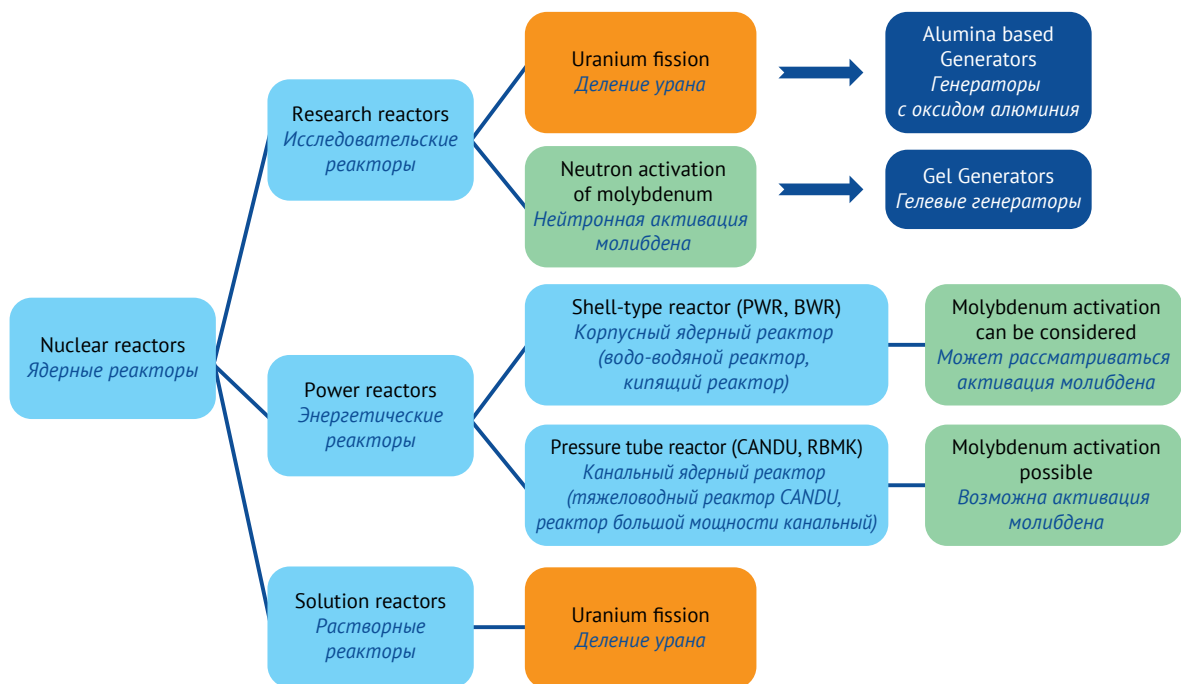 Nuclear reactors
Ядерные реакторы
Research reactors
Исследовательские
реакторы
Uranium fission
Деление урана
Alumina based
Generators
Генераторы
с оксидом алюминия
Neutron activation
of molybdenum
Нейтронная активация
молибдена
Gel Generators
Гелевые генераторы
Power reactors
Энергетические
реакторы
Shell-type reactor (PWR, BWR)
Корпусный ядерный реактор
(водо-водяной реактор,
кипящий реактор)
Molybdenum activation
can be considered
Может рассматриваться
активация молибдена
Pressure tube reactor (CANDU, RBMK)
Канальный ядерный реактор
(тяжеловодный реактор CANDU,
реактор большой мощности канальный)
Molybdenum activation
possible
Возможна активация
молибдена
Solution reactors
Растворные
реакторы
Uranium fission
Деление урана